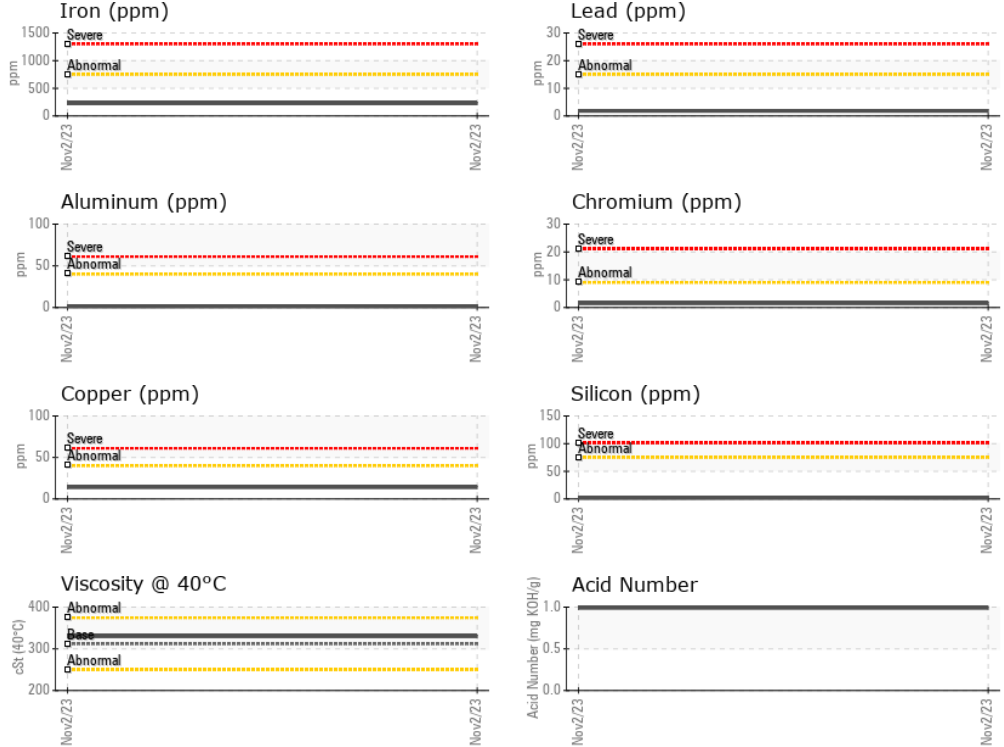 Iron (ppm)
1500
1000
500
0
ppm
Severe
Abnormal
Nov2/23
Nov2/23
Lead (ppm)
30
20
10
0
ppm
Severe
Abnormal
Nov2/23
Nov2/23
Aluminum (ppm)
100
50
0
ppm
Severe
Abnormal
Nov2/23
Nov2/23
Chromium (ppm)
30
20
10
0
ppm
Severe
Abnormal
Nov2/23
Nov2/23
Copper (ppm)
100
50
0
ppm
Severe
Abnormal
Nov2/23
Nov2/23
Silicon (ppm)
150
100
50
0
ppm
Severe
Abnormal
Nov2/23
Nov2/23
Viscosity @ 40°C
400
300
200
cSt (40°C)
Abnormal
Base
Abnormal
Nov2/23
Nov2/23
Acid Number
1.0
0.5
0.0
Acid Number (mg KOH/g)
Nov2/23
Nov2/23